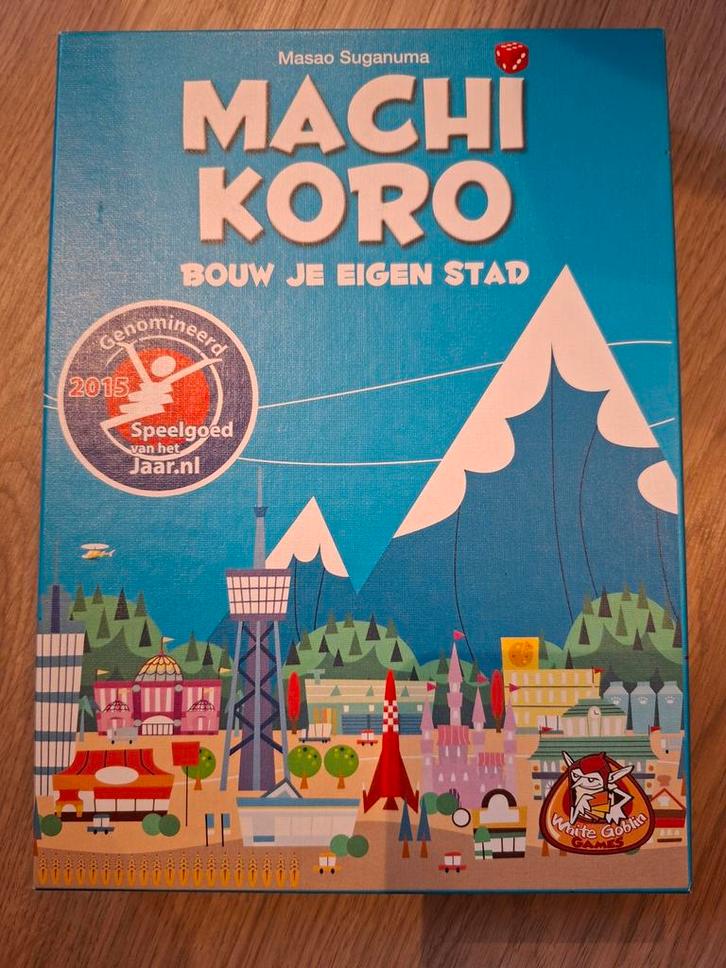 Masao Suganuma
MACHI
KORO
BOUW JE EIGEN STAD
Genomineerd
2015
Speelgoed
van het
Jaar.nl
White Goblin
GAMES